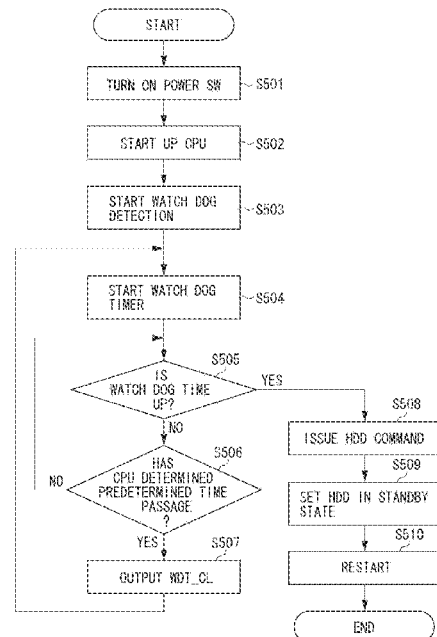 START
TURN ON POWER SW
S501
START UP CPU
S502
START WATCH DOG
DETECTION
S503
START WATCH DOG
TIMER
S504
IS
WATCH DOG TIME
UP?
S505
YES
NO
HAS
CPU DETERMINED
PREDETERMINED TIME
PASSAGE
?
S506
NO
YES
S507
OUTPUT WDT_CL
S508
ISSUE HDD COMMAND
S509
SET HDD IN STANDBY
STATE
S510
RESTART
END